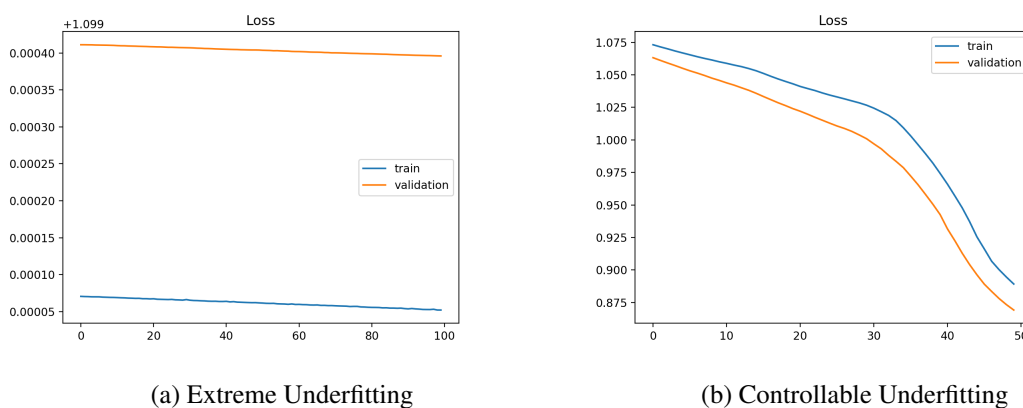 Loss
+1.099
0.00040
0.00035
0.00030
0.00025
0.00020
0.00015
0.00010
0.00005
train
validation
0 20 40 60 80 100
(a) Extreme Underfitting
Loss
1.075
1.050
1.025
1.000
0.975
0.950
0.925
0.900
0.875
train
validation
0 10 20 30 40 50
(b) Controllable Underfitting